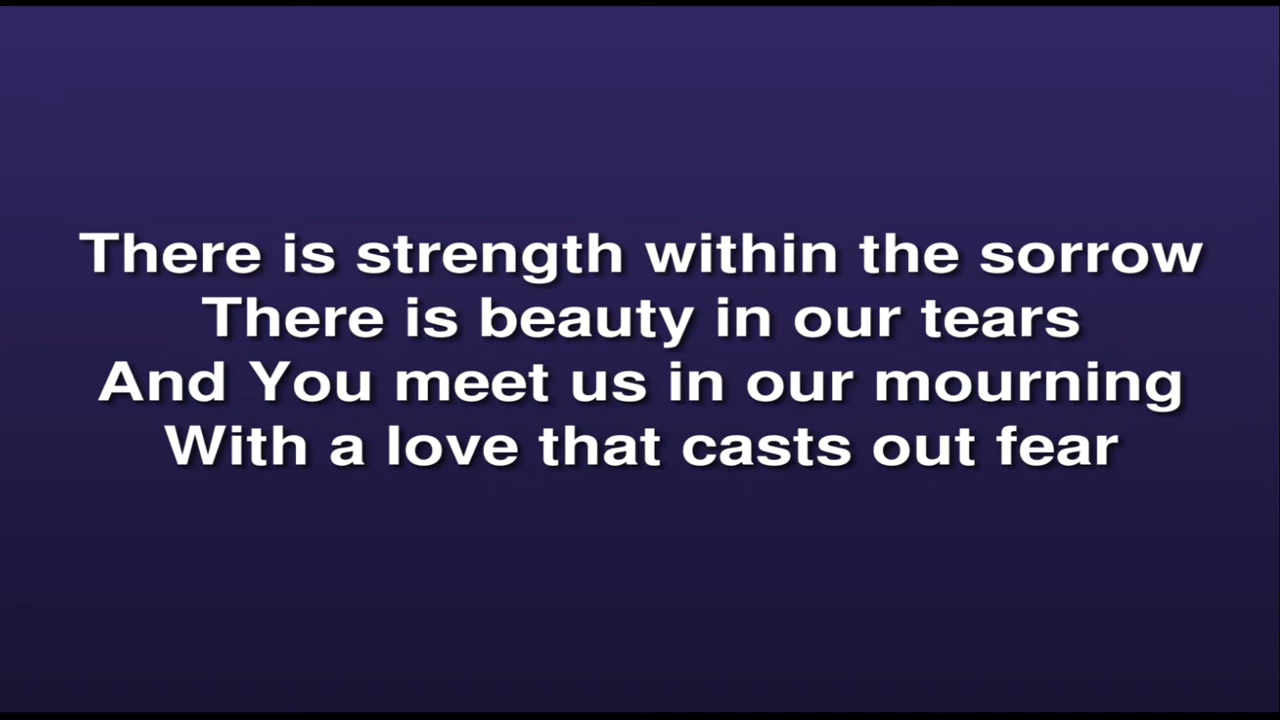 There is strength within the sorrow
There is beauty in our tears
And You meet us in our mourning
With a love that casts out fear